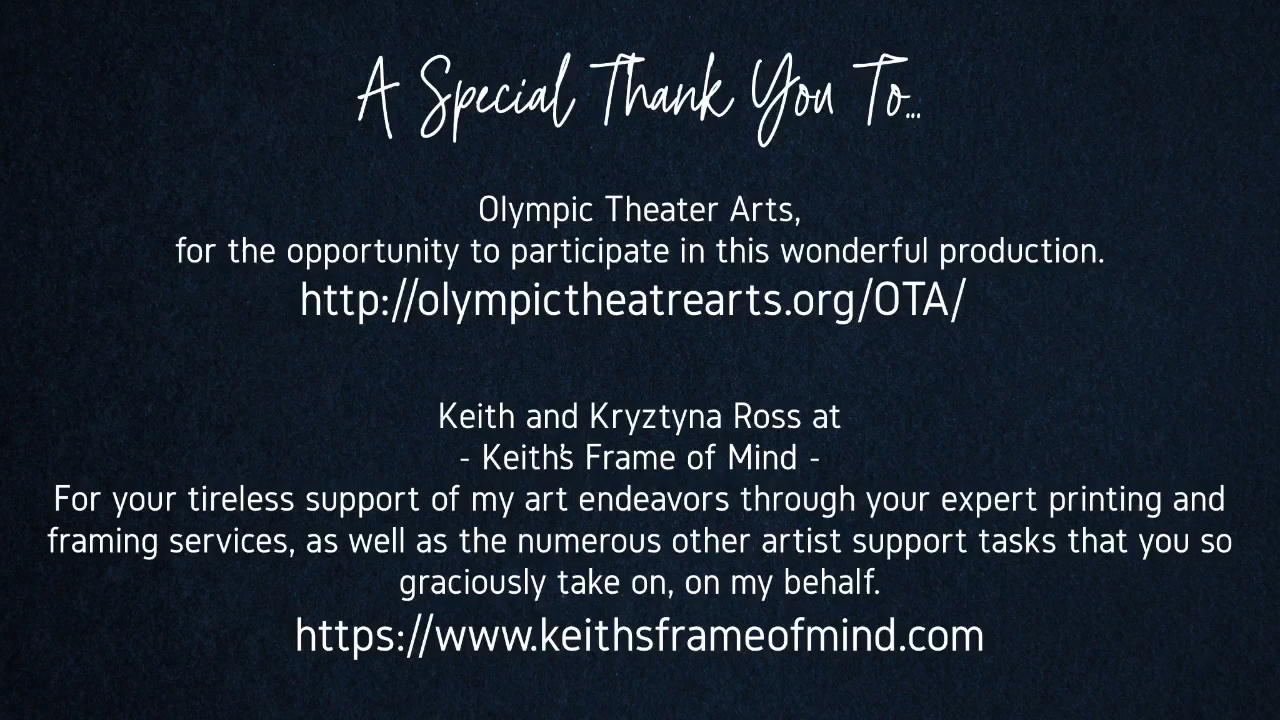 A Special Thank You To...
Olympic Theater Arts,
for the opportunity to participate in this wonderful production.
http://olympictheatrearts.org/OTA/
Keith and Kryztyna Ross at
- Keith's Frame of Mind -
For your tireless support of my art endeavors through your expert printing and
framing services, as well as the numerous other artist support tasks that you so
graciously take on, on my behalf.
https://www.keithsframeofmind.com